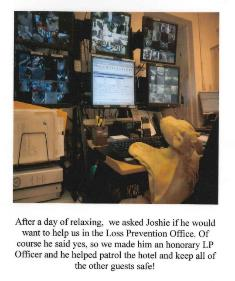 After a day of relaxing, we asked Joshie if he would
want to help us in the Loss Prevention Office. Of
course he said yes, so we made him an honorary LP
Officer and he helped patrol the hotel and keep all of
the other guests safe!